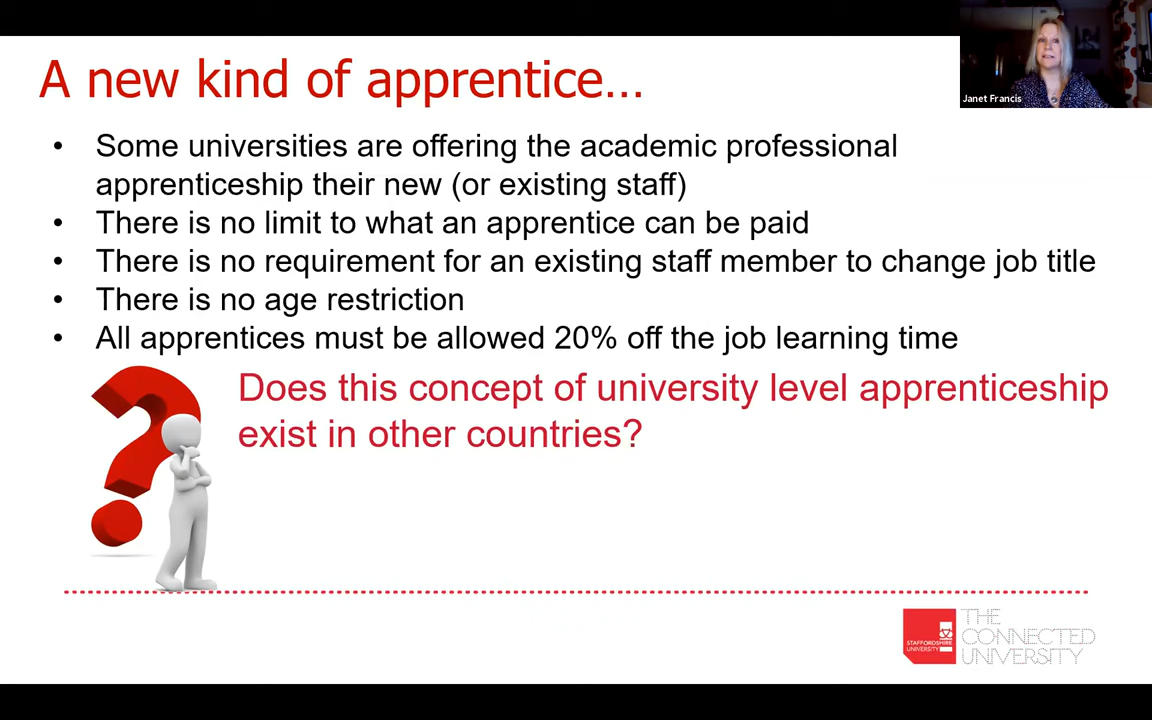 A new kind of apprentice...
Janet Francis
• Some universities are offering the academic professional
apprenticeship their new (or existing staff)
• There is no limit to what an apprentice can be paid
• There is no requirement for an existing staff member to change job title
• There is no age restriction
• All apprentices must be allowed 20% off the job learning time
Does this concept of university level apprenticeship
exist in other countries?
STAFFORDSHIRE
UNIVERSITY
THE
CONNECTED
UNIVERSITY